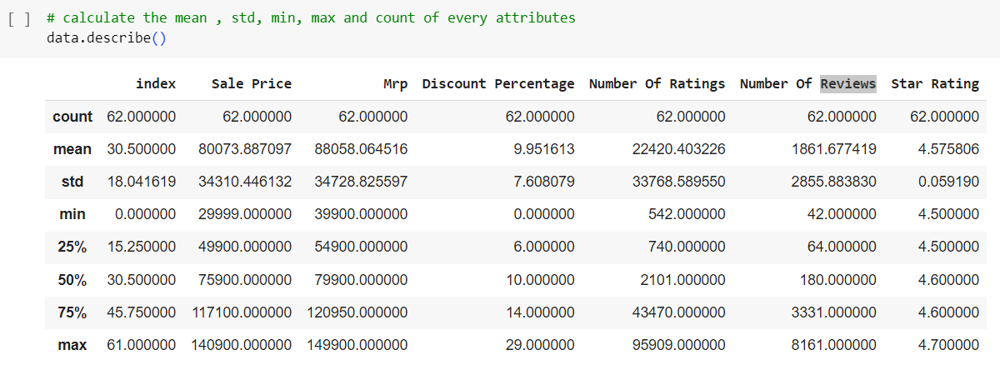 [ ] # calculate the mean , std, min, max and count of every attributes
data.describe()
index Sale Price Mrp Discount Percentage Number Of Ratings Number Of Reviews Star Rating
count 62.000000 62.000000 62.000000 62.000000 62.000000 62.000000 62.000000
mean 30.500000 80073.887097 88058.064516 9.951613 22420.403226 1861.677419 4.575806
std 18.041619 34310.446132 34728.825597 7.608079 33768.589550 2855.883830 0.059190
min 0.000000 29999.000000 39900.000000 0.000000 542.000000 42.000000 4.500000
25% 15.250000 49900.000000 54900.000000 6.000000 740.000000 64.000000 4.500000
50% 30.500000 75900.000000 79900.000000 10.000000 2101.000000 180.000000 4.600000
75% 45.750000 117100.000000 120950.000000 14.000000 43470.000000 3331.000000 4.600000
max 61.000000 140900.000000 149900.000000 29.000000 95909.000000 8161.000000 4.700000